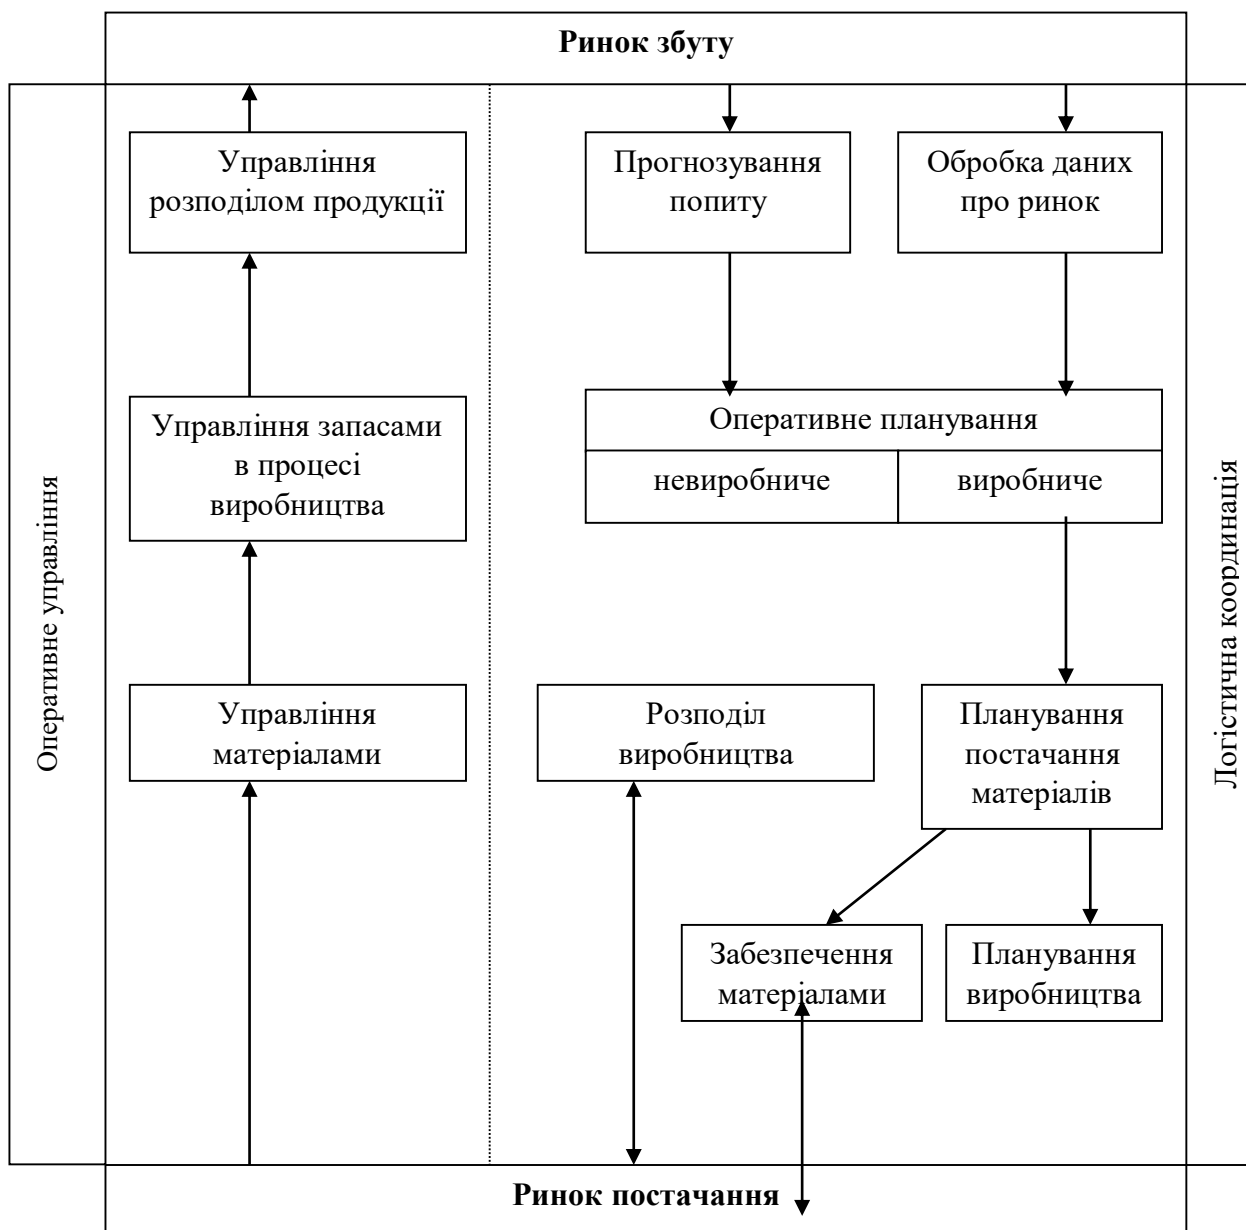 Ринок збуту
Управління
розподілом продукції
Прогнозування
попиту
Обробка даних
про ринок
Управління запасами
в процесі
виробництва
Оперативне планування
невиробниче
виробниче
Оперативне управління
Логістична координація
Управління
матеріалами
Розподіл
виробництва
Планування
постачання
матеріалів
Забезпечення
матеріалами
Планування
виробництва
Ринок постачання